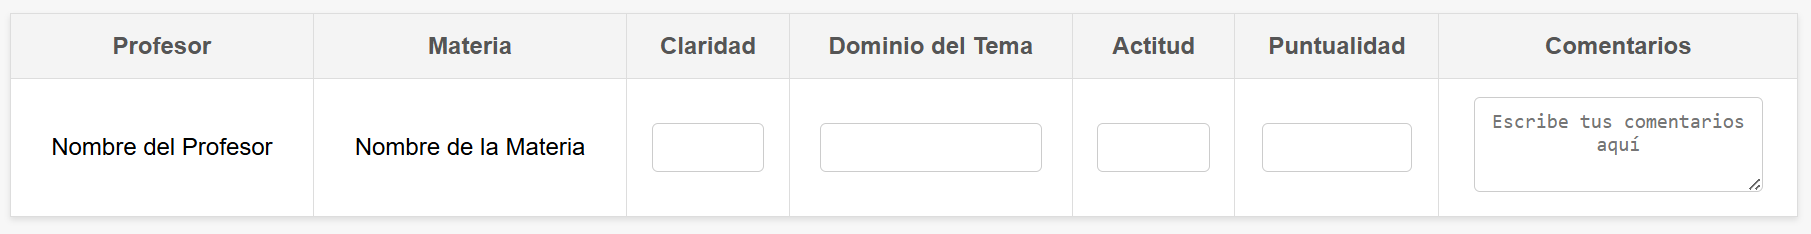 Profesor Materia Claridad Dominio del Tema Actitud Puntualidad Comentarios
Nombre del Profesor Nombre de la Materia Escribe tus comentarios
aquí